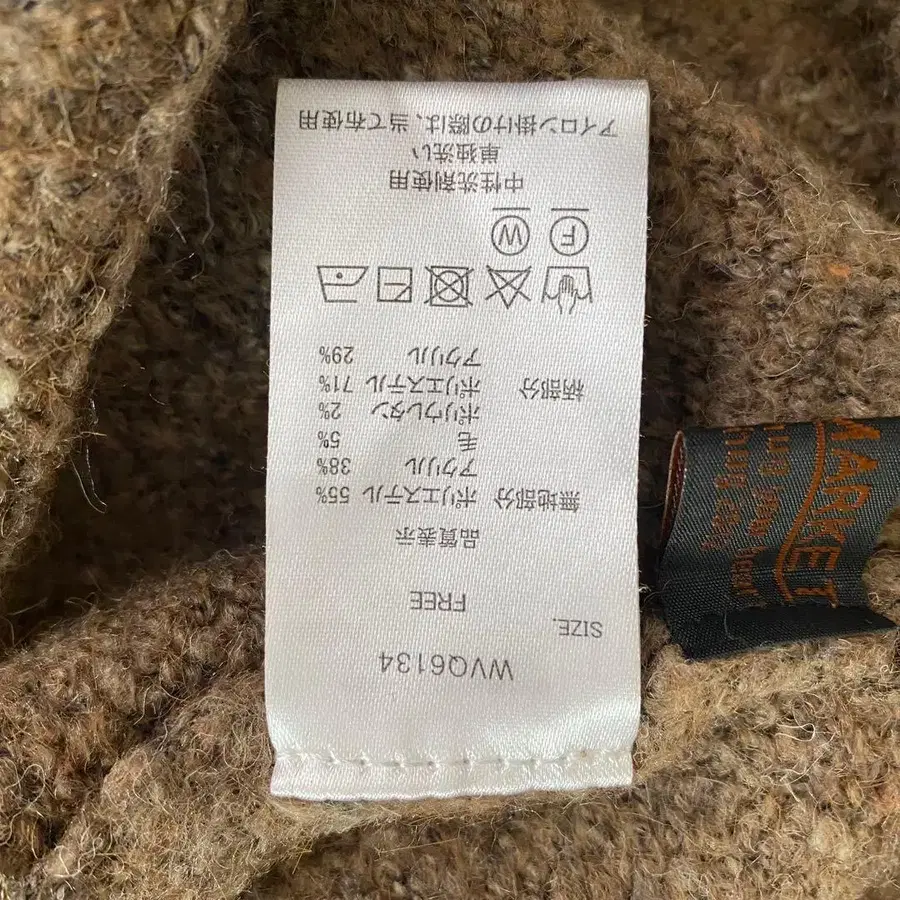 WVQ6134
SIZE.
FREE
品質表示
無地部分 ポリエステル 55%
アクリル 38%
毛 5%
ポリウレタン 2%
柄部分 ポリエステル 71%
アクリル 29%
F W
中性洗剤使用
単独洗い
アイロン掛けの際は、当て布使用
MARKET